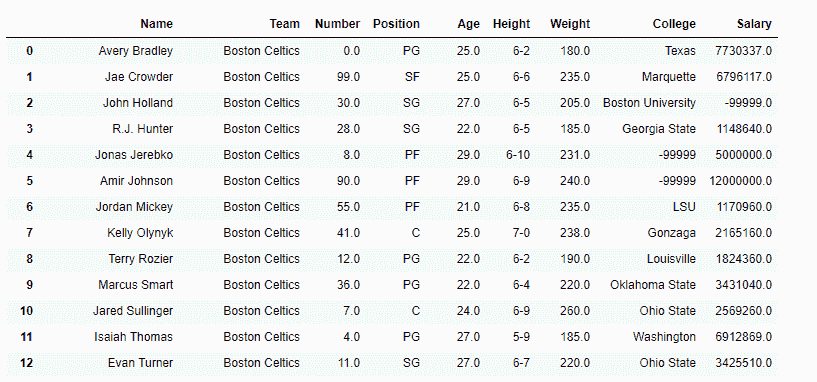 Name Team Number Position Age Height Weight College Salary
0 Avery Bradley Boston Celtics 0.0 PG 25.0 6-2 180.0 Texas 7730337.0
1 Jae Crowder Boston Celtics 99.0 SF 25.0 6-6 235.0 Marquette 6796117.0
2 John Holland Boston Celtics 30.0 SG 27.0 6-5 205.0 Boston University -99999.0
3 R.J. Hunter Boston Celtics 28.0 SG 22.0 6-5 185.0 Georgia State 1148640.0
4 Jonas Jerebko Boston Celtics 8.0 PF 29.0 6-10 231.0 -99999 5000000.0
5 Amir Johnson Boston Celtics 90.0 PF 29.0 6-9 240.0 -99999 12000000.0
6 Jordan Mickey Boston Celtics 55.0 PF 21.0 6-8 235.0 LSU 1170960.0
7 Kelly Olynyk Boston Celtics 41.0 C 25.0 7-0 238.0 Gonzaga 2165160.0
8 Terry Rozier Boston Celtics 12.0 PG 22.0 6-2 190.0 Louisville 1824360.0
9 Marcus Smart Boston Celtics 36.0 PG 22.0 6-4 220.0 Oklahoma State 3431040.0
10 Jared Sullinger Boston Celtics 7.0 C 24.0 6-9 260.0 Ohio State 2569260.0
11 Isaiah Thomas Boston Celtics 4.0 PG 27.0 5-9 185.0 Washington 6912869.0
12 Evan Turner Boston Celtics 11.0 SG 27.0 6-7 220.0 Ohio State 3425510.0